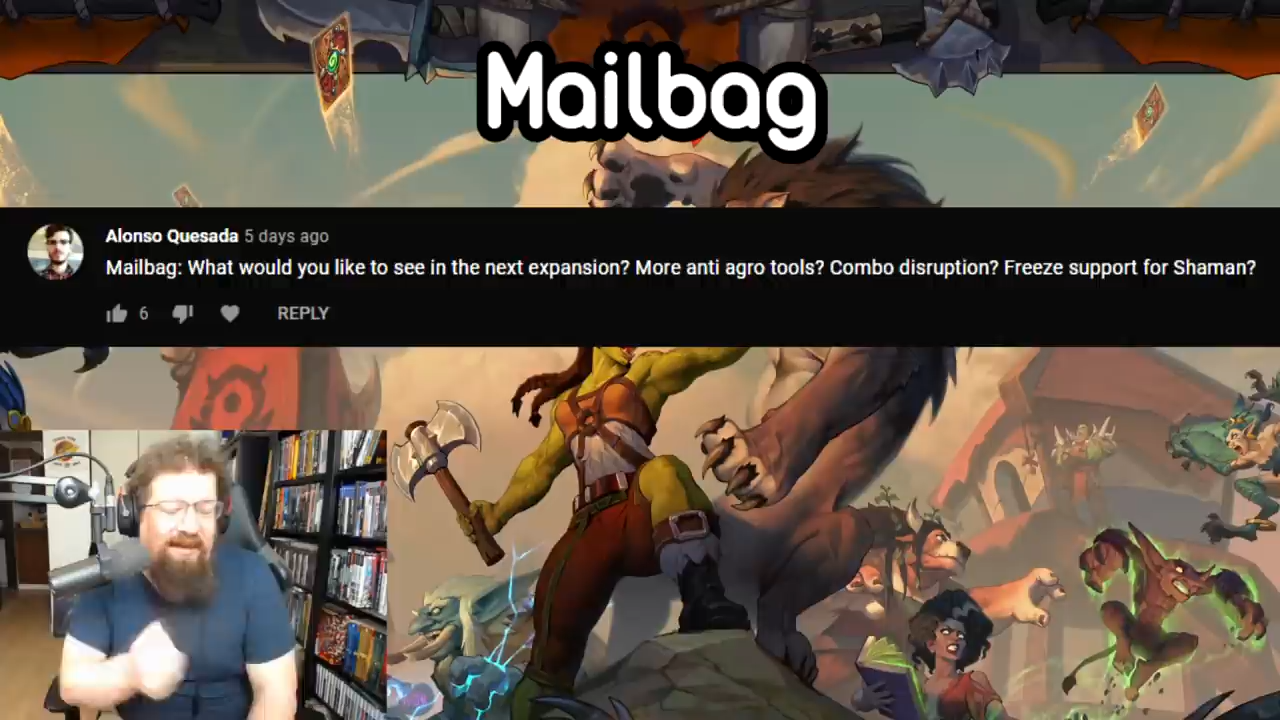 Mailbag
Alonso Quesada 5 days ago
Mailbag: What would you like to see in the next expansion? More anti agro tools? Combo disruption? Freeze support for Shaman?
6 REPLY